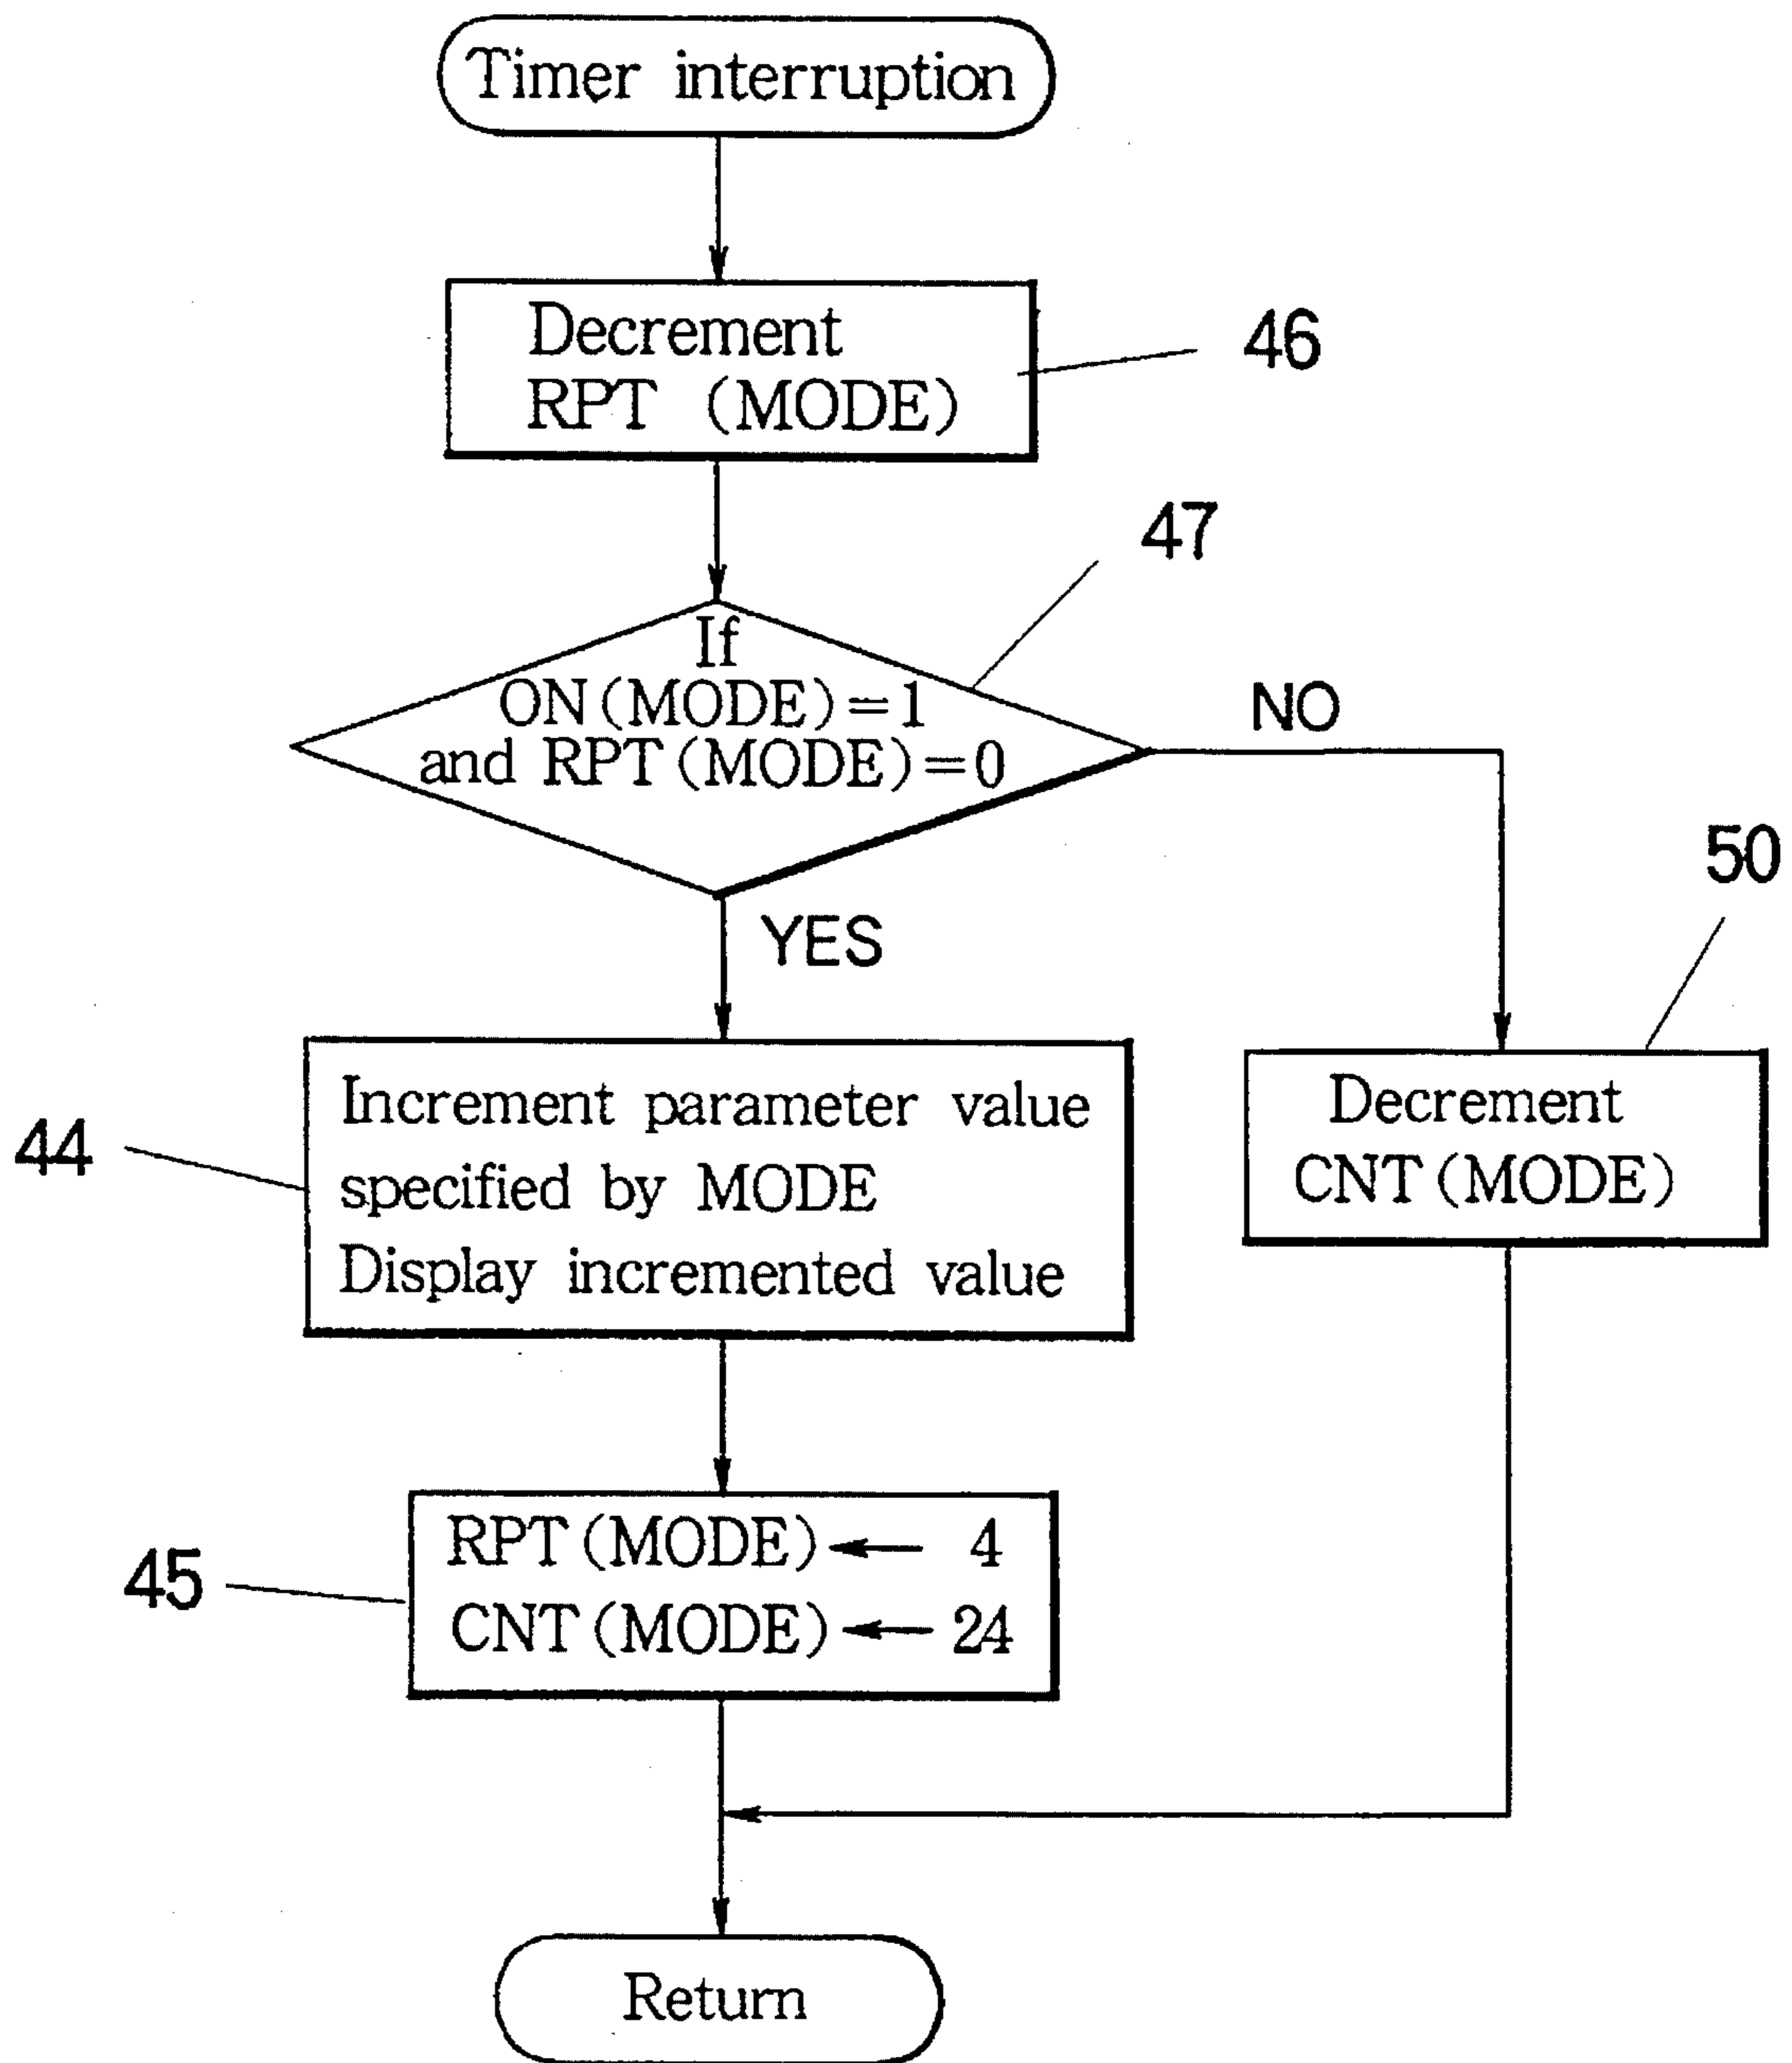 Timer interruption
Decrement
RPT (MODE)
46
47
If
ON(MODE)=1
and RPT(MODE)=0
NO
YES
50
Decrement
CNT(MODE)
44
Increment parameter value
specified by MODE
Display incremented value
45
RPT(MODE)← 4
CNT(MODE)← 24
Return